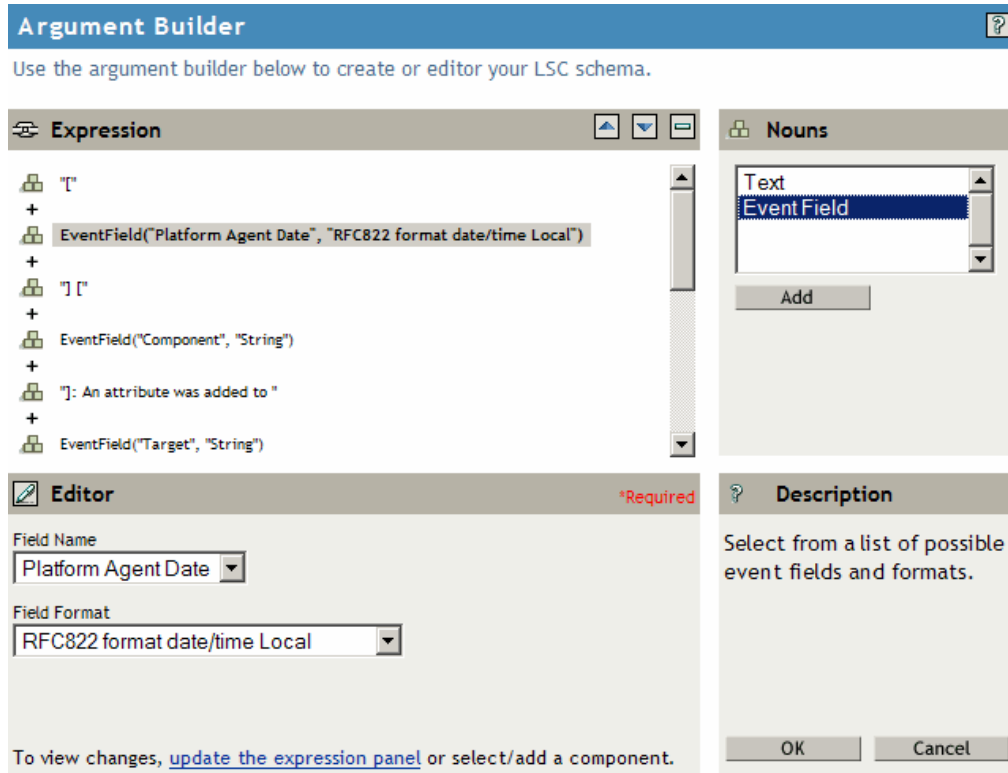 Argument Builder
?
Use the argument builder below to create or editor your LSC schema.
Expression
"["
+
EventField("Platform Agent Date", "RFC822 format date/time Local")
+
"] ["
+
EventField("Component", "String")
+
"]: An attribute was added to "
+
EventField("Target", "String")
Nouns
Text
Event Field
Add
Editor
*Required
Field Name
Platform Agent Date
Field Format
RFC822 format date/time Local
To view changes, update the expression panel or select/add a component.
? Description
Select from a list of possible
event fields and formats.
OK
Cancel